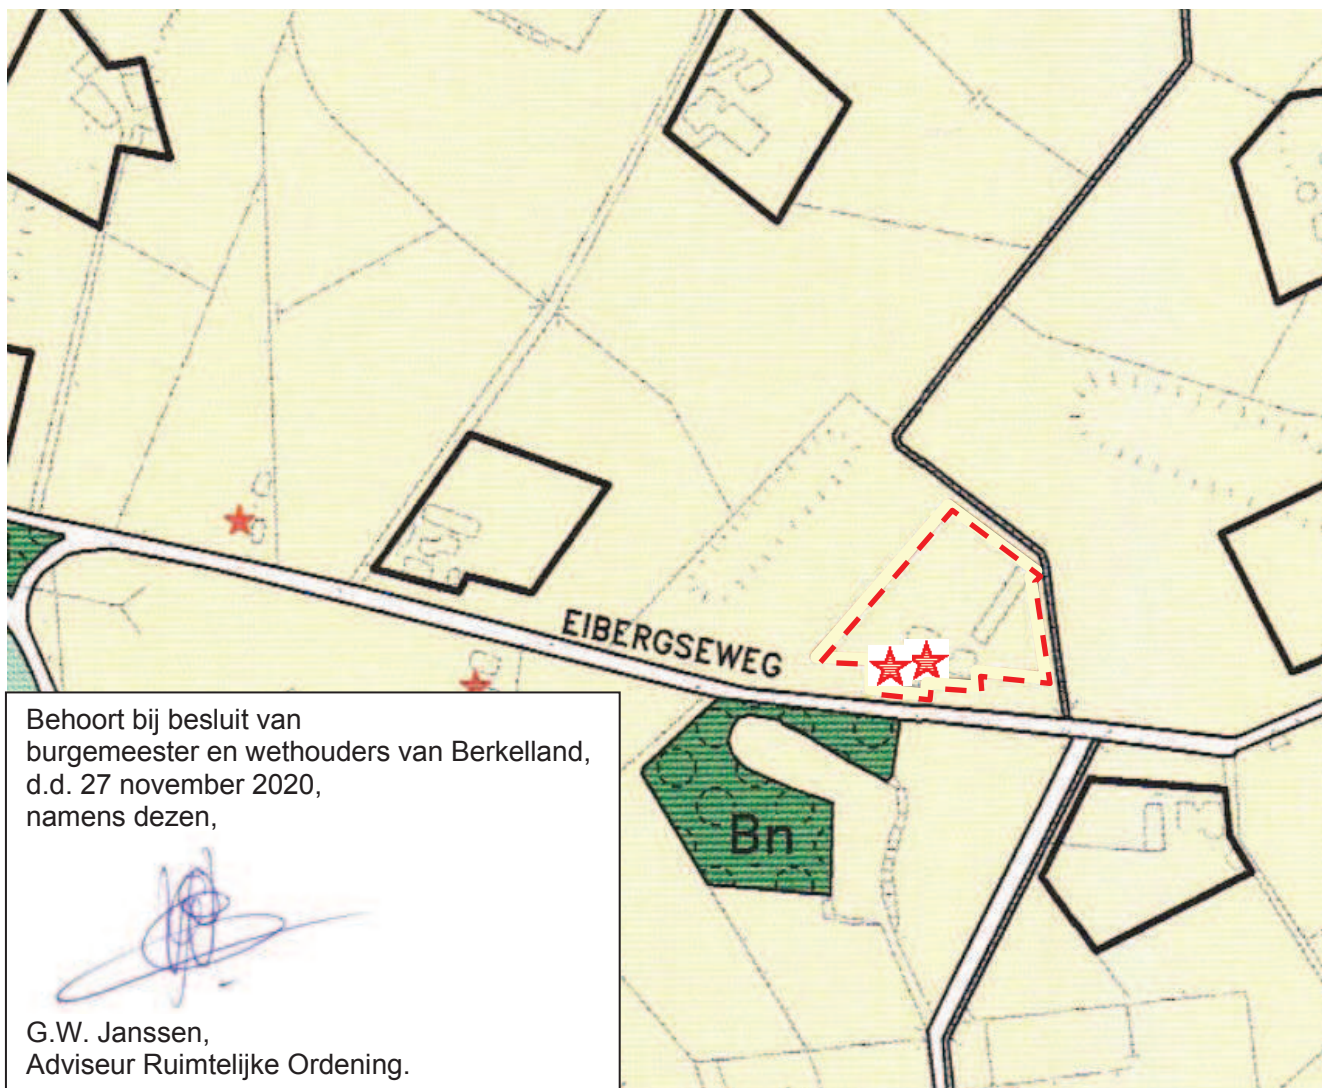 EIBERGSEWEG
Bn
Behoort bij besluit van
burgemeester en wethouders van Berkelland,
d.d. 27 november 2020,
namens dezen,
G.W. Janssen,
Adviseur Ruimtelijke Ordening.